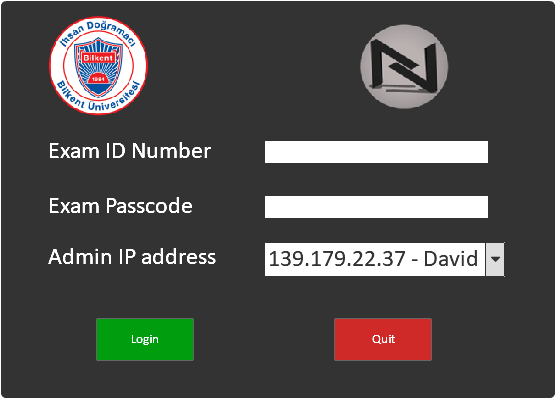 İhsan Doğramacı
Bilkent
1984
Bilkent Üniversitesi
Exam ID Number
Exam Passcode
Admin IP address
139.179.22.37 - David
Login
Quit